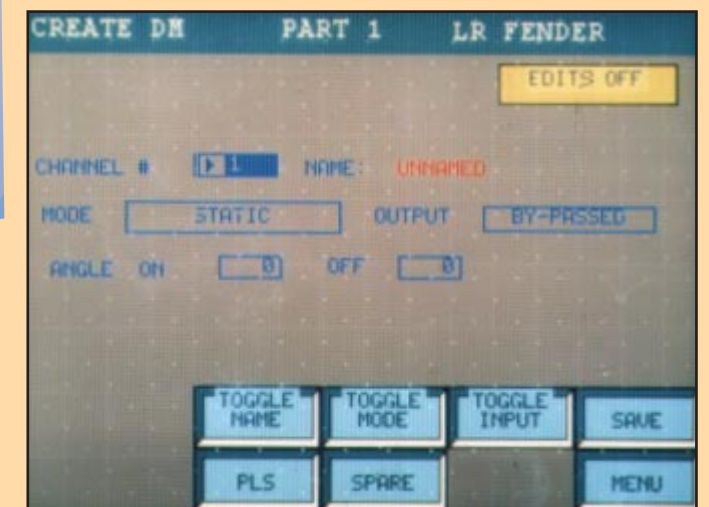 CREATE DM PART 1 LR FENDER
EDITS OFF
CHANNEL # 1 NAME: UNNAMED
MODE STATIC OUTPUT BY-PASSED
ANGLE ON 0 OFF 0
TOGGLE NAME
TOGGLE MODE
TOGGLE INPUT
SAVE
PLS
SPARE
MENU